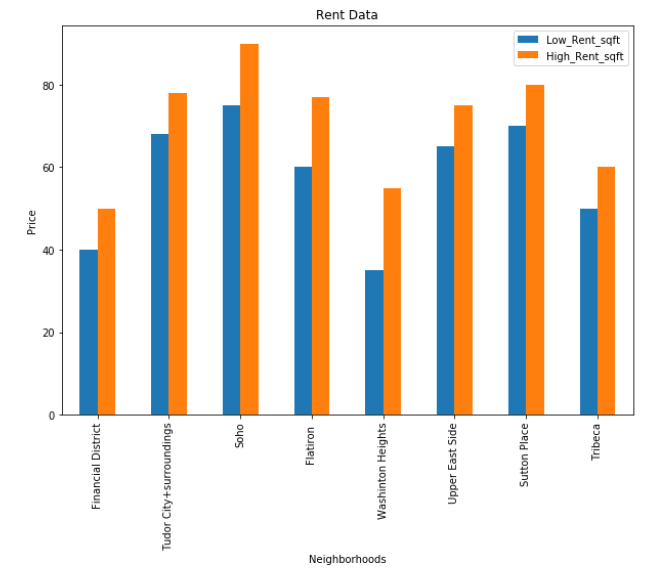 Rent Data
Low_Rent_sqft
High_Rent_sqft
Price
80
60
40
20
0
Financial District
Tudor City+surroundings
Soho
Flatiron
Washinton Heights
Upper East Side
Sutton Place
Tribeca
Neighborhoods